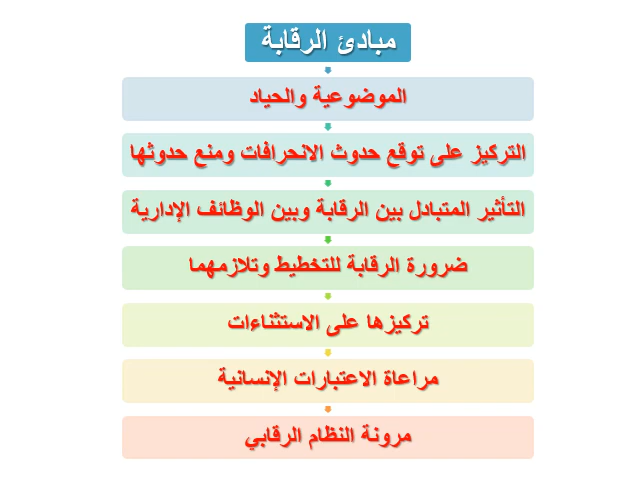 مبادئ الرقابة
الموضوعية والحياد
التركيز على توقع حدوث الانحرافات ومنع حدوثها
التأثير المتبادل بين الرقابة وبين الوظائف الإدارية
ضرورة الرقابة للتخطيط وتلازمهما
تركيزها على الاستثناءات
مراعاة الاعتبارات الإنسانية
مرونة النظام الرقابي